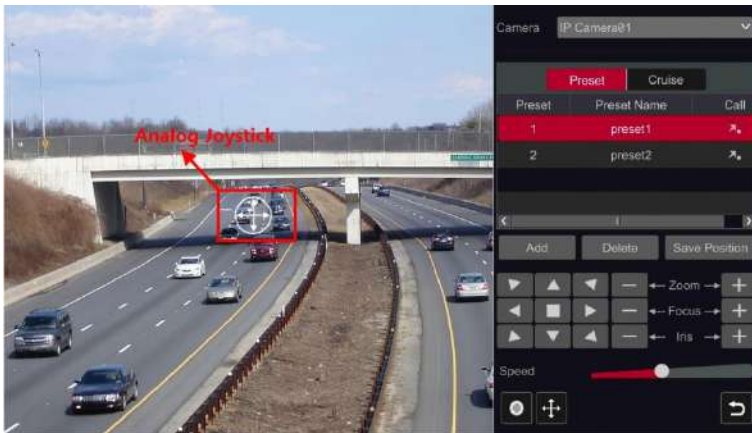 Camera IP Camera01
Preset Cruise
Preset Preset Name Call
1 preset1
2 preset2
Analog Joystick
Add Delete Save Position
Zoom
Focus
Iris
Speed